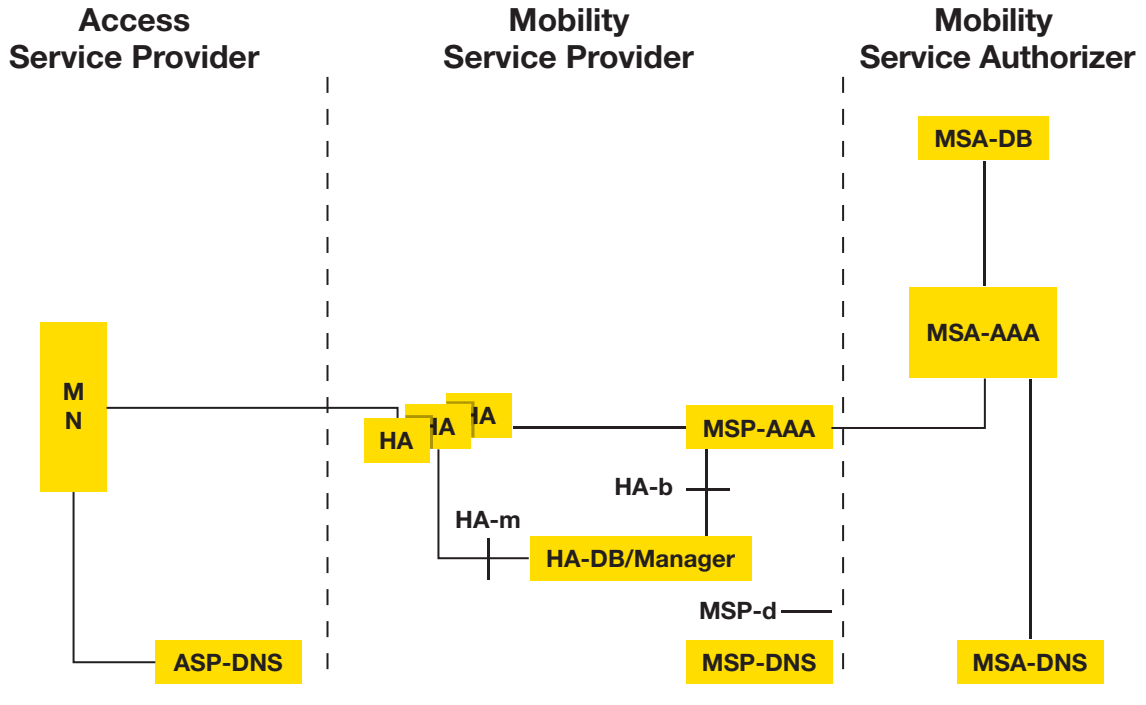 Access
Service Provider
Mobility
Service Provider
Mobility
Service Authorizer
MSA-DB
MSA-AAA
M
N
HA
HA
HA
MSP-AAA
HA-b
HA-m
HA-DB/Manager
MSP-d
ASP-DNS
MSP-DNS
MSA-DNS